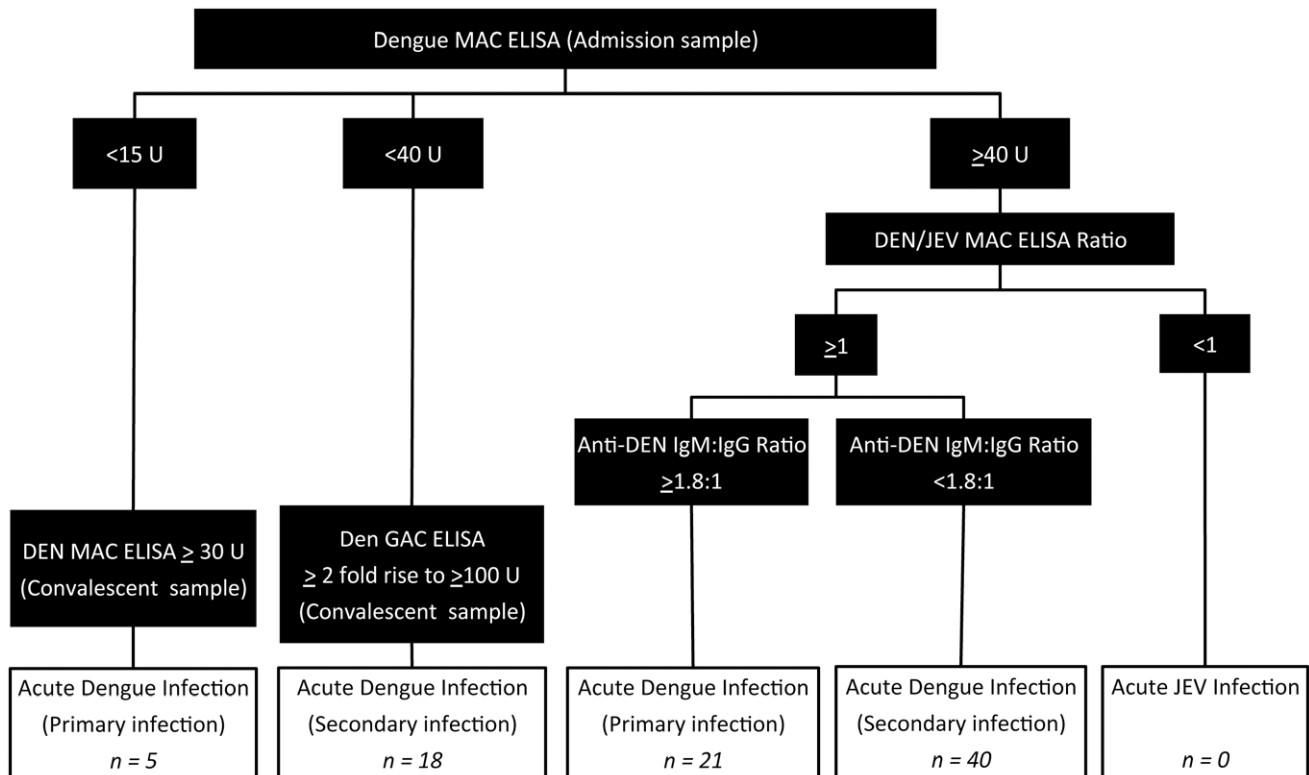 Dengue MAC ELISA (Admission sample)
<15 U
<40 U
≥40 U
DEN/JEV MAC ELISA Ratio
≥1
<1
Anti-DEN IgM:IgG Ratio
≥1.8:1
Anti-DEN IgM:IgG Ratio
<1.8:1
DEN MAC ELISA ≥ 30 U
(Convalescent sample)
Den GAC ELISA
≥ 2 fold rise to ≥100 U
(Convalescent sample)
Acute Dengue Infection
(Primary infection)
n = 5
Acute Dengue Infection
(Secondary infection)
n = 18
Acute Dengue Infection
(Primary infection)
n = 21
Acute Dengue Infection
(Secondary infection)
n = 40
Acute JEV Infection
n = 0